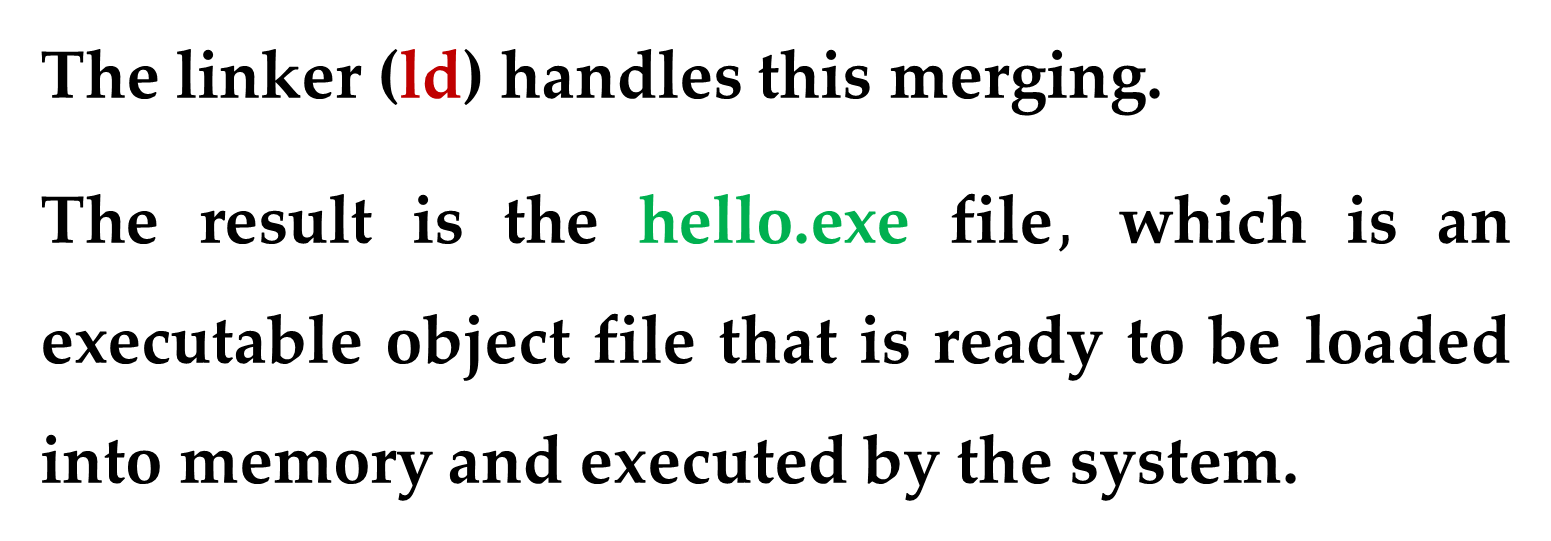 The linker (ld) handles this merging.
The result is the hello.exe file, which is an
executable object file that is ready to be loaded
into memory and executed by the system.